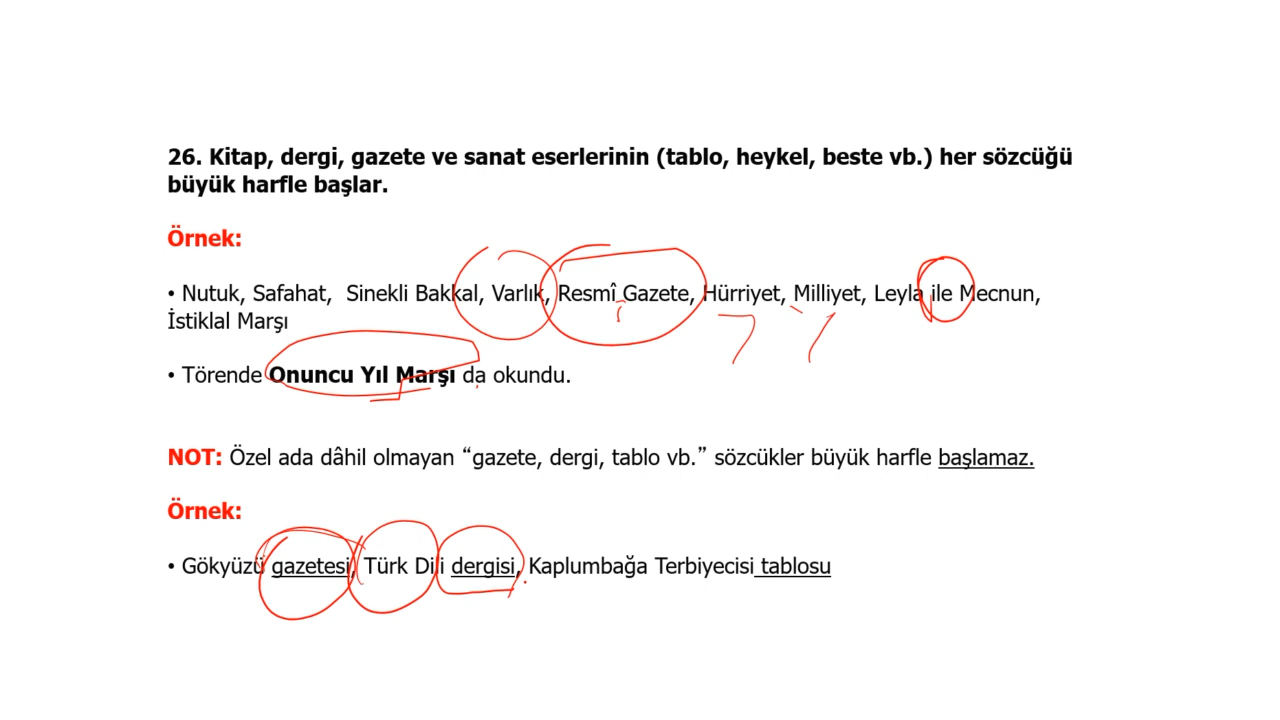 26. Kitap, dergi, gazete ve sanat eserlerinin (tablo, heykel, beste vb.) her sözcüğü
büyük harfle başlar.
Örnek:
• Nutuk, Safahat, Sinekli Bakkal, Varlık, Resmî Gazete, Hürriyet, Milliyet, Leyla ile Mecnun,
İstiklal Marşı
• Törende Onuncu Yıl Marşı da okundu.
NOT: Özel ada dâhil olmayan “gazete, dergi, tablo vb.” sözcükler büyük harfle başlamaz.
Örnek:
• Gökyüzü gazetesi, Türk Dili dergisi, Kaplumbağa Terbiyecisi tablosu